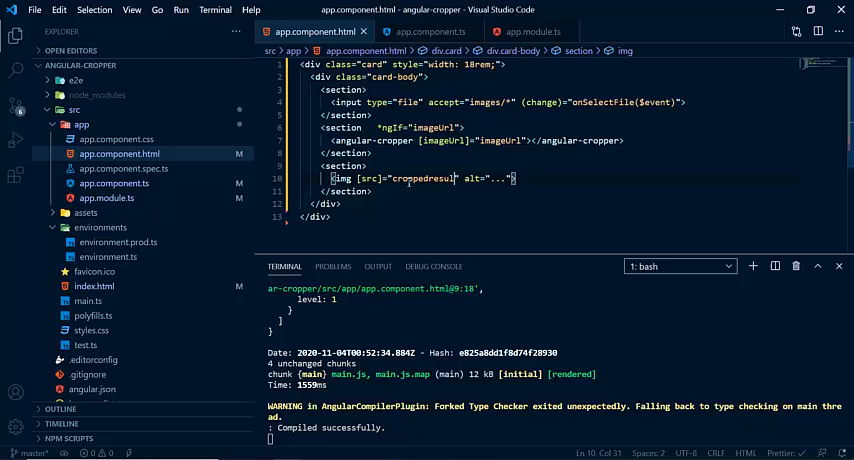 File Edit Selection View Go Run Terminal Help app.component.html - angular-cropper - Visual Studio Code
EXPLORER
OPEN EDITORS
ANGULAR-CROPPER
e2e
node_modules
src
app
app.component.css
app.component.html M
app.component.spec.ts
app.component.ts M
app.module.ts M
assets
environments
environment.prod.ts
environment.ts
favicon.ico
index.html M
main.ts
polyfills.ts
styles.css
test.ts
.editorconfig
.gitignore
angular.json
OUTLINE
TIMELINE
NPM SCRIPTS
6
app.component.html app.component.ts app.module.ts
src > app > app.component.html > div.card > div.card-body > section > img
1 <div class="card" style="width: 18rem;">
2 <div class="card-body">
3 <section>
4 <input type="file" accept="images/*" (change)="onSelectFile($event)">
5 </section>
6 <section *ngIf="imageUrl">
7 <angular-cropper [imageUrl]="imageUrl"></angular-cropper>
8 </section>
9 <section>
10 <img [src]="croppedresul" alt="...">
11 </section>
12 </div>
13 </div>
TERMINAL PROBLEMS OUTPUT DEBUG CONSOLE 1: bash
ar-cropper/src/app/app.component.html@9:18',
level: 1
}
]
}
Date: 2020-11-04T00:52:34.884Z - Hash: e825a8dd1f8d74f28930
4 unchanged chunks
chunk {main} main.js, main.js.map (main) 12 kB [initial] [rendered]
Time: 1559ms
WARNING in AngularCompilerPlugin: Forked Type Checker exited unexpectedly. Falling back to type checking on main thre
ad.
: Compiled successfully.
master* 0 0 Ln 10, Col 31 Spaces: 2 UTF-8 CRLF HTML Prettier: ✓